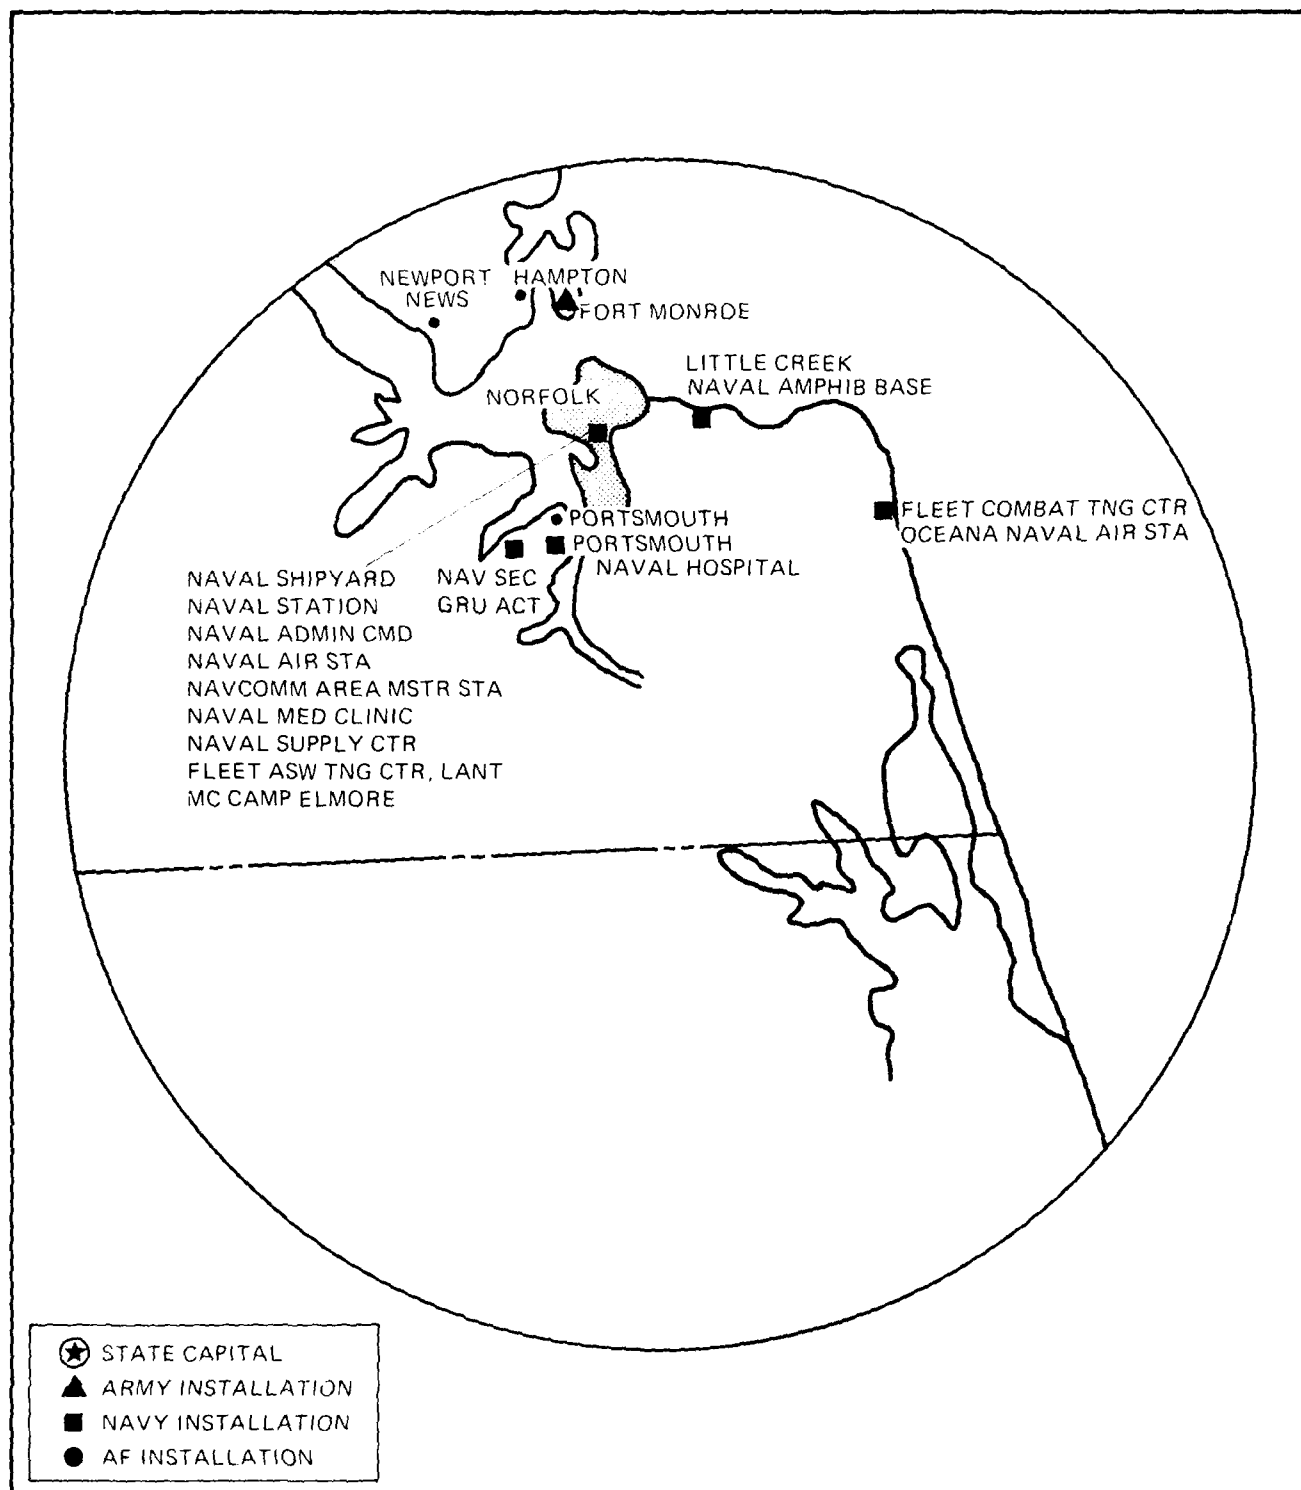 NEWPORT
NEWS
HAMPTON
FORT MONROE
LITTLE CREEK
NAVAL AMPHIB BASE
NORFOLK
FLEET COMBAT TNG CTR
OCEANA NAVAL AIR STA
PORTSMOUTH
PORTSMOUTH
NAVAL HOSPITAL
NAV SEC
GRU ACT
NAVAL SHIPYARD
NAVAL STATION
NAVAL ADMIN CMD
NAVAL AIR STA
NAVCOMM AREA MSTR STA
NAVAL MED CLINIC
NAVAL SUPPLY CTR
FLEET ASW TNG CTR, LANT
MC CAMP ELMORE
STATE CAPITAL
ARMY INSTALLATION
NAVY INSTALLATION
AF INSTALLATION